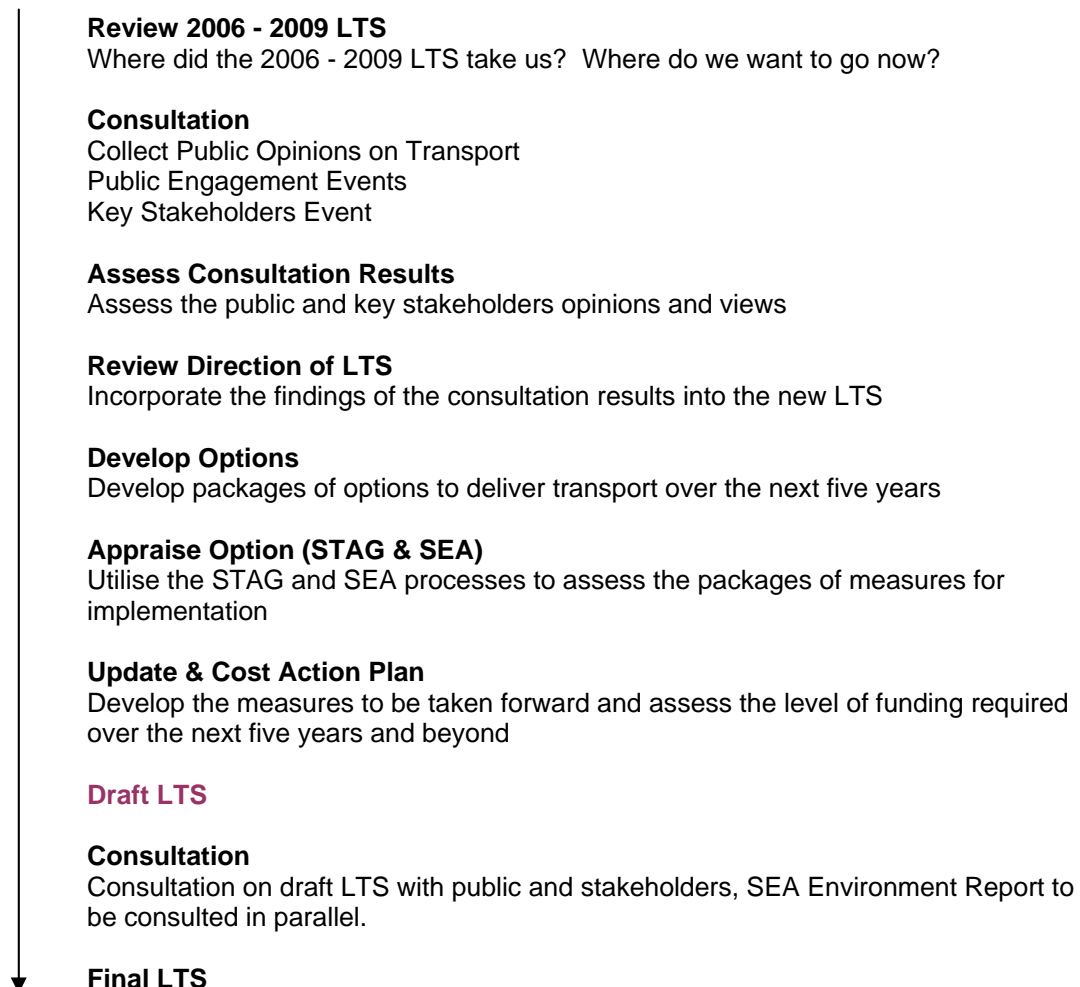 Review 2006 - 2009 LTS
Where did the 2006 - 2009 LTS take us?  Where do we want to go now?
Consultation
Collect Public Opinions on Transport
Public Engagement Events
Key Stakeholders Event
Assess Consultation Results
Assess the public and key stakeholders opinions and views
Review Direction of LTS
Incorporate the findings of the consultation results into the new LTS
Develop Options
Develop packages of options to deliver transport over the next five years
Appraise Option (STAG & SEA)
Utilise the STAG and SEA processes to assess the packages of measures for
implementation
Update & Cost Action Plan
Develop the measures to be taken forward and assess the level of funding required
over the next five years and beyond
Draft LTS
Consultation
Consultation on draft LTS with public and stakeholders, SEA Environment Report to
be consulted in parallel.
Final LTS